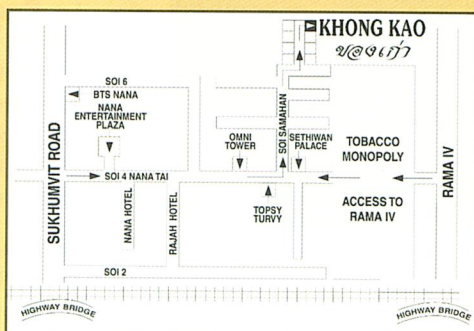 KHONG KAO
ของเก่า
SOI 6
BTS NANA
NANA
ENTERTAINMENT
PLAZA
OMNI
TOWER
SOI SAMAHAN
SETHIWAN
PALACE
TOBACCO
MONOPOLY
SUKHUMVIT ROAD
SOI 4 NANA TAI
RAMA IV
NANA HOTEL
RAJAH HOTEL
TOPSY
TURVY
ACCESS TO
RAMA IV
SOI 2
HIGHWAY BRIDGE
HIGHWAY BRIDGE